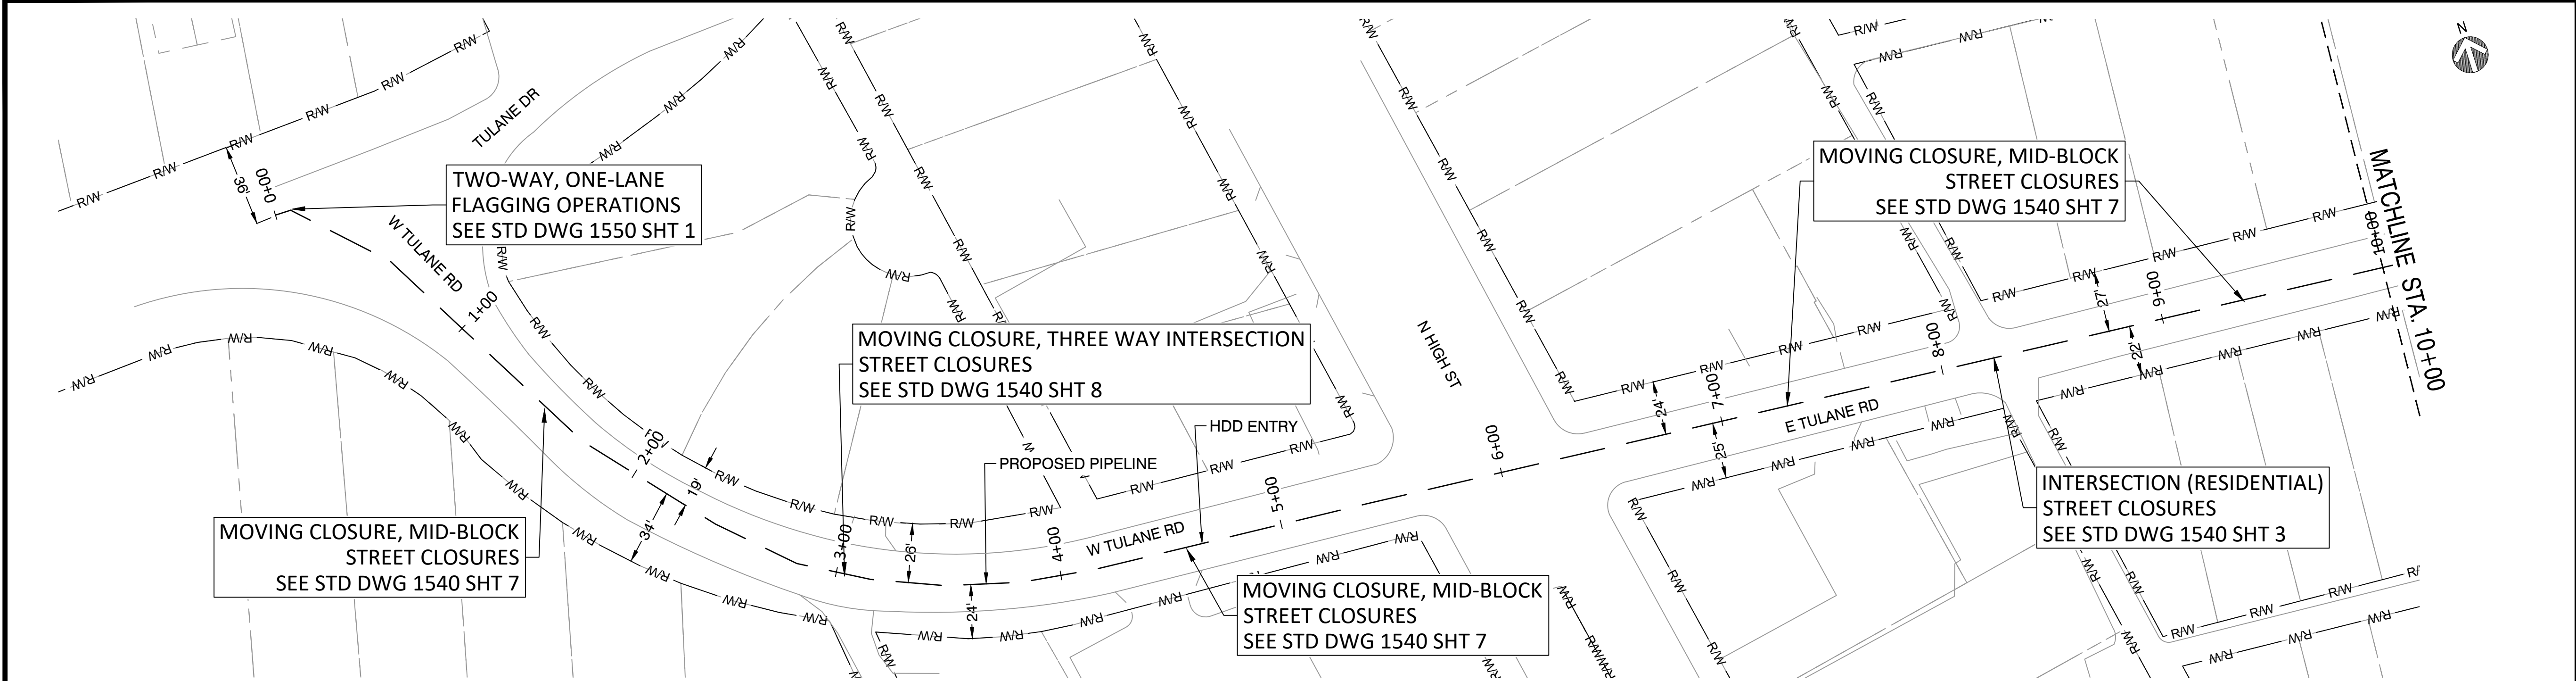 N
TULANE DR
TWO-WAY, ONE-LANE
FLAGGING OPERATIONS
SEE STD DWG 1550 SHT 1
36'
0+00
W TULANE RD
1+00
2+00
19'
34'
MOVING CLOSURE, MID-BLOCK
STREET CLOSURES
SEE STD DWG 1540 SHT 7
MOVING CLOSURE, THREE WAY INTERSECTION
STREET CLOSURES
SEE STD DWG 1540 SHT 8
3+00
26'
24'
PROPOSED PIPELINE
HDD ENTRY
4+00
W TULANE RD
5+00
MOVING CLOSURE, MID-BLOCK
STREET CLOSURES
SEE STD DWG 1540 SHT 7
N HIGH ST
6+00
24'
7+00
25'
E TULANE RD
MOVING CLOSURE, MID-BLOCK
STREET CLOSURES
SEE STD DWG 1540 SHT 7
8+00
27'
9+00
22'
10+00
INTERSECTION (RESIDENTIAL)
STREET CLOSURES
SEE STD DWG 1540 SHT 3
MATCHLINE STA. 10+00
R/W